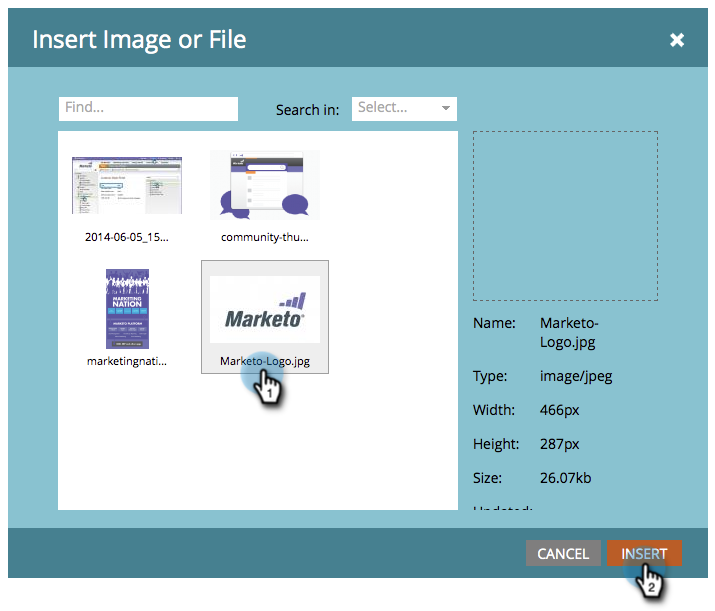 Insert Image or File
Find...
Search in:
Select...
2014-06-05_15...
community-thu...
MARKETING
NATION
marketingnati...
Marketo®
Marketo-Logo.jpg
1
Name: Marketo-
Logo.jpg
Type: image/jpeg
Width: 466px
Height: 287px
Size: 26.07kb
Updated:
CANCEL
INSERT
2